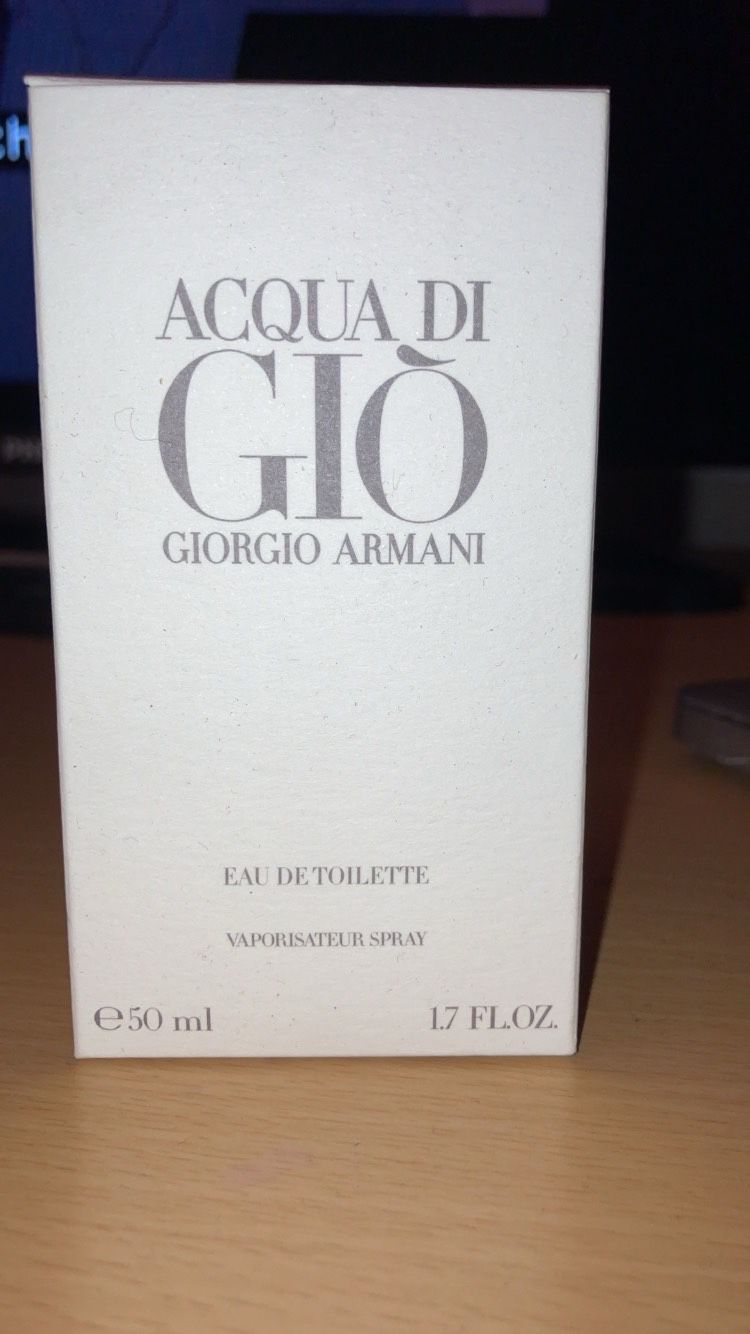 ACQUA DI
GIÒ
GIORGIO ARMANI
EAU DE TOILETTE
VAPORISATEUR SPRAY
℮50 ml 1.7 FL.OZ.